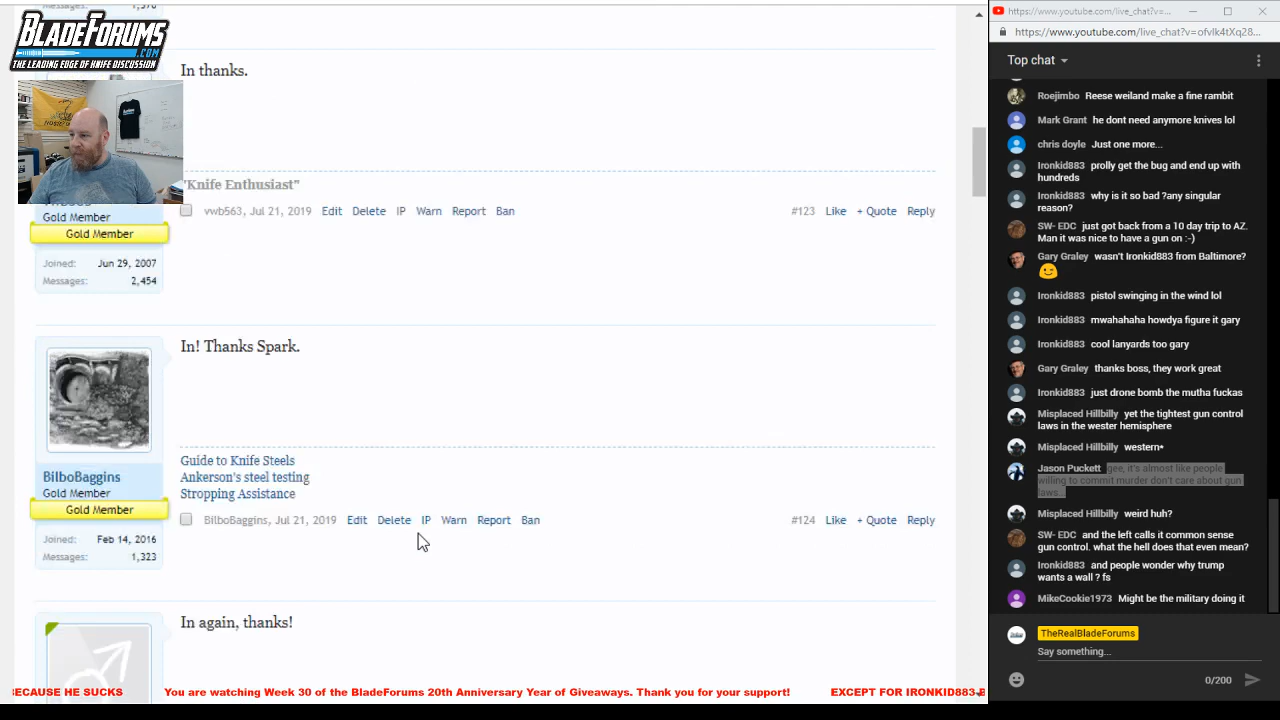 1,570
BLADEFORUMS
.COM
THE LEADING EDGE OF KNIFE DISCUSSION
In thanks.
"Knife Enthusiast"
Gold Member
Gold Member
vwb563, Jul 21, 2019 Edit Delete IP Warn Report Ban #123 Like + Quote Reply
Joined: Jun 29, 2007
Messages: 2,454
In! Thanks Spark.
Guide to Knife Steels
Ankerson's steel testing
Stropping Assistance
BilboBaggins
Gold Member
Gold Member
BilboBaggins, Jul 21, 2019 Edit Delete IP Warn Report Ban #124 Like + Quote Reply
Joined: Feb 14, 2016
Messages: 1,323
In again, thanks!
ECAUSE HE SUCKS You are watching Week 30 of the BladeForums 20th Anniversary Year of Giveaways. Thank you for your support! EXCEPT FOR IRONKID883 B
https://www.youtube.com/live_chat?v=...
https://www.youtube.com/live_chat?v=ofvlk4tXq28...
Top chat
Roejimbo Reese weiland make a fine rambit
Mark Grant he dont need anymore knives lol
chris doyle Just one more...
Ironkid883 prolly get the bug and end up with
hundreds
Ironkid883 why is it so bad ?any singular
reason?
SW- EDC just got back from a 10 day trip to AZ.
Man it was nice to have a gun on :-)
Gary Graley wasn't Ironkid883 from Baltimore?
Ironkid883 pistol swinging in the wind lol
Ironkid883 mwahahaha howdya figure it gary
Ironkid883 cool lanyards too gary
Gary Graley thanks boss, they work great
Ironkid883 just drone bomb the mutha fuckas
Misplaced Hillbilly yet the tightest gun control
laws in the wester hemisphere
Misplaced Hillbilly western*
Jason Puckett gee, it's almost like people
willing to commit murder don't care about gun
laws...
Misplaced Hillbilly weird huh?
SW- EDC and the left calls it common sense
gun control. what the hell does that even mean?
Ironkid883 and people wonder why trump
wants a wall ? fs
MikeCookie1973 Might be the military doing it
TheRealBladeForums
Say something...
0/200